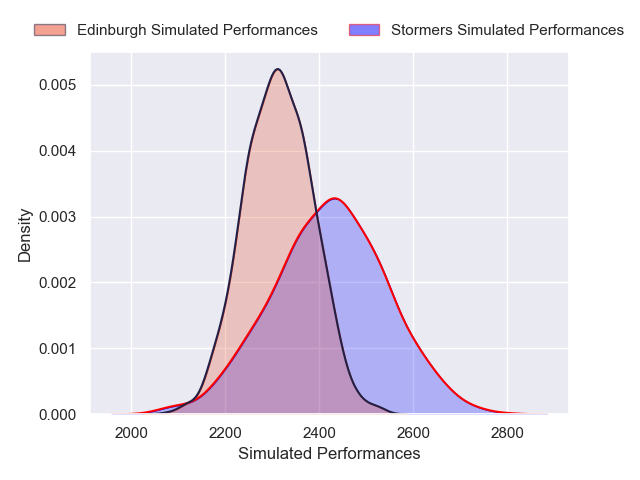 Edinburgh Simulated Performances
Stormers Simulated Performances
Density
0.005
0.004
0.003
0.002
0.001
0.000
2000 2200 2400 2600 2800
Simulated Performances